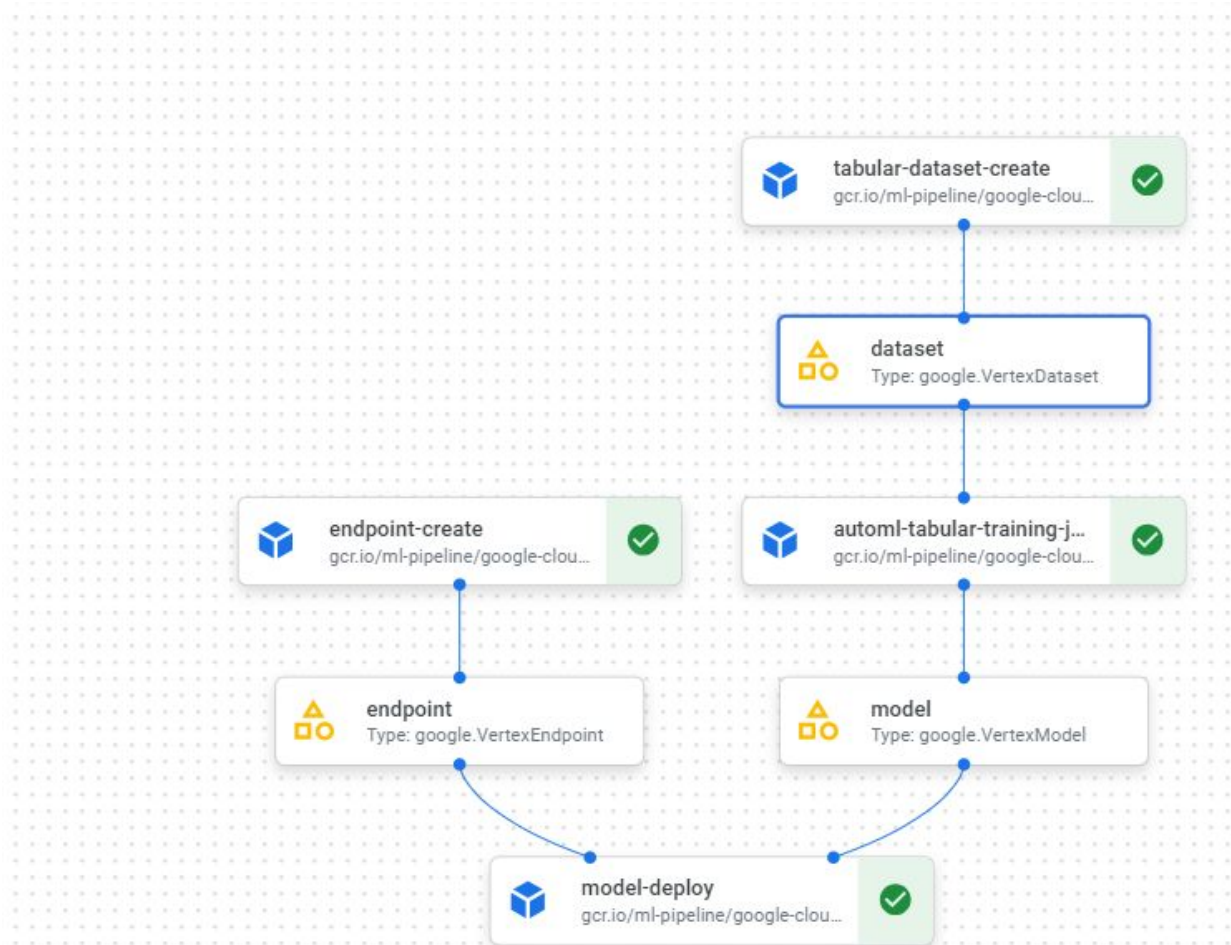 tabular-dataset-create
gcr.io/ml-pipeline/google-clou...
dataset
Type: google.VertexDataset
endpoint-create
gcr.io/ml-pipeline/google-clou...
automl-tabular-training-j...
gcr.io/ml-pipeline/google-clou...
endpoint
Type: google.VertexEndpoint
model
Type: google.VertexModel
model-deploy
gcr.io/ml-pipeline/google-clou...